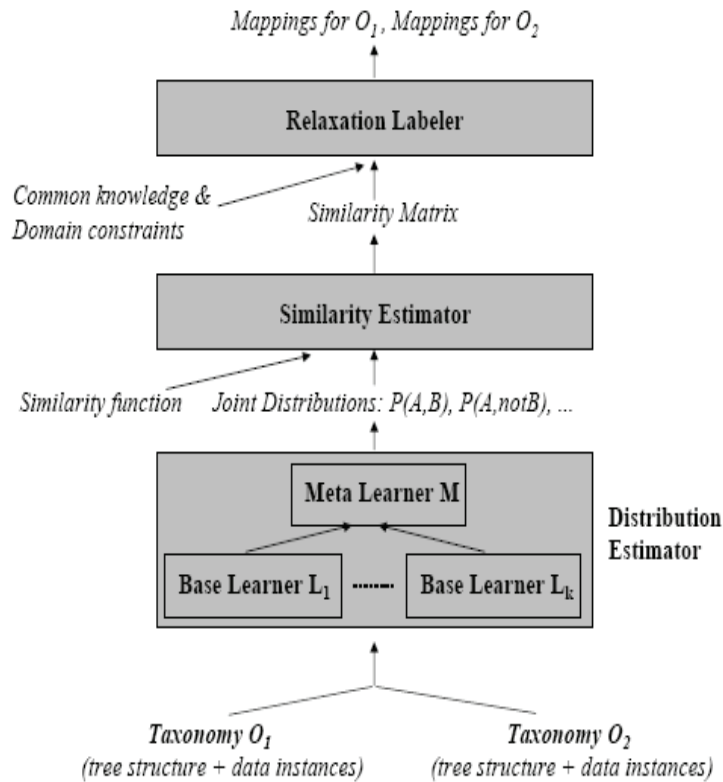 Mappings for O₁, Mappings for O₂
Relaxation Labeler
Common knowledge &
Domain constraints
Similarity Matrix
Similarity Estimator
Similarity function
Joint Distributions: P(A,B), P(A,notB), ...
Meta Learner M
Distribution
Estimator
Base Learner L₁
Base Learner Lₖ
Taxonomy O₁
(tree structure + data instances)
Taxonomy O₂
(tree structure + data instances)